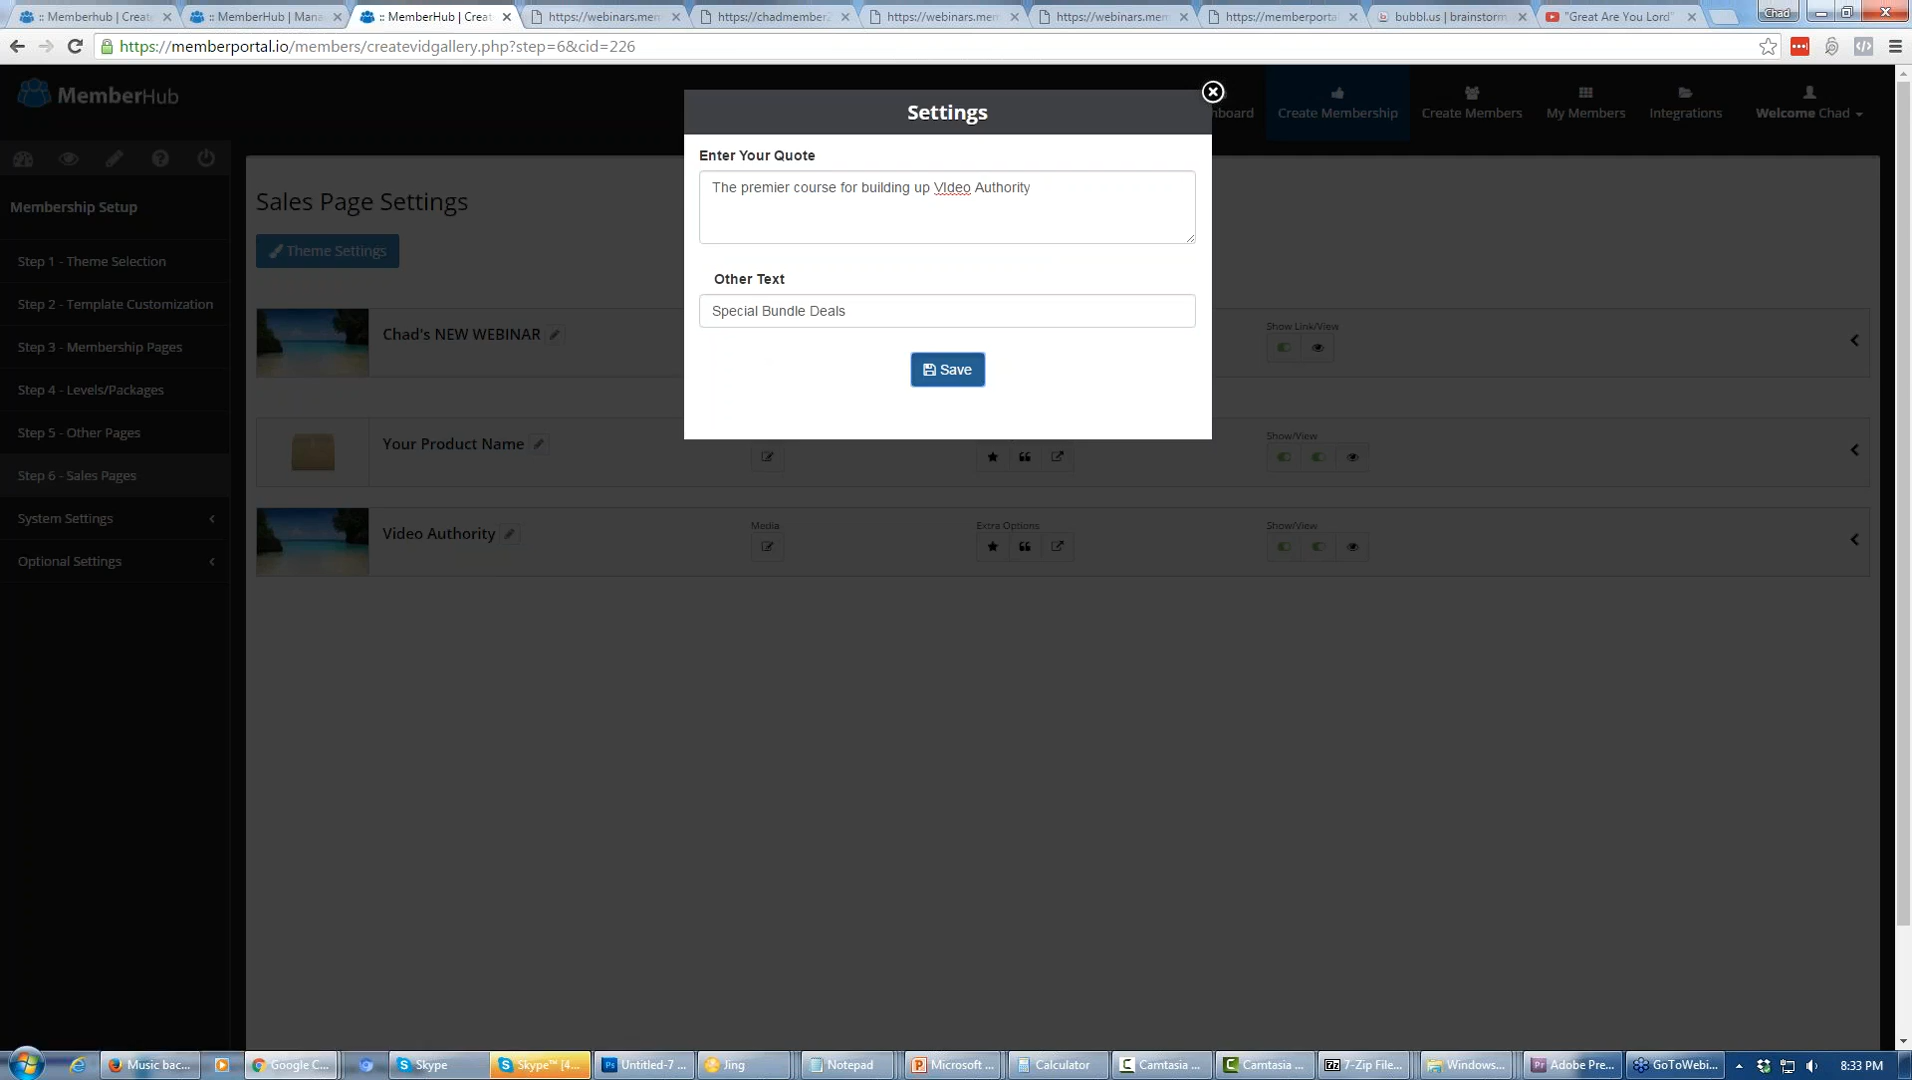 :: Memberhub | Create
:: MemberHub | Mana
:: MemberHub | Crea
https://webinars.mem
https://chadmember
https://webinars.mem
https://webinars.mem
https://memberportal
bubbl.us | brainstorm
"Great Are You Lord"
Chad
https://memberportal.io/members/createvidgallery.php?step=6&cid=226
MemberHub
Settings
Create Membership
Create Members
My Members
Integrations
Welcome Chad
Enter Your Quote
The premier course for building up VIdeo Authority
Membership Setup
Sales Page Settings
Theme Settings
Step 1 - Theme Selection
Other Text
Special Bundle Deals
Step 2 - Template Customization
Chad's NEW WEBINAR
Show Link/View
Step 3 - Membership Pages
Save
Step 4 - Levels/Packages
Step 5 - Other Pages
Your Product Name
Show/View
Step 6 - Sales Pages
System Settings
Video Authority
Media
Extra Options
Show/View
Optional Settings
Music bac...
Google C...
Skype
Skype™ [4...
Untitled-7 ...
Jing
Notepad
Microsoft ...
Calculator
Camtasia ...
Camtasia ...
7-Zip File...
Windows...
Adobe Pre...
GoToWebi...
8:33 PM